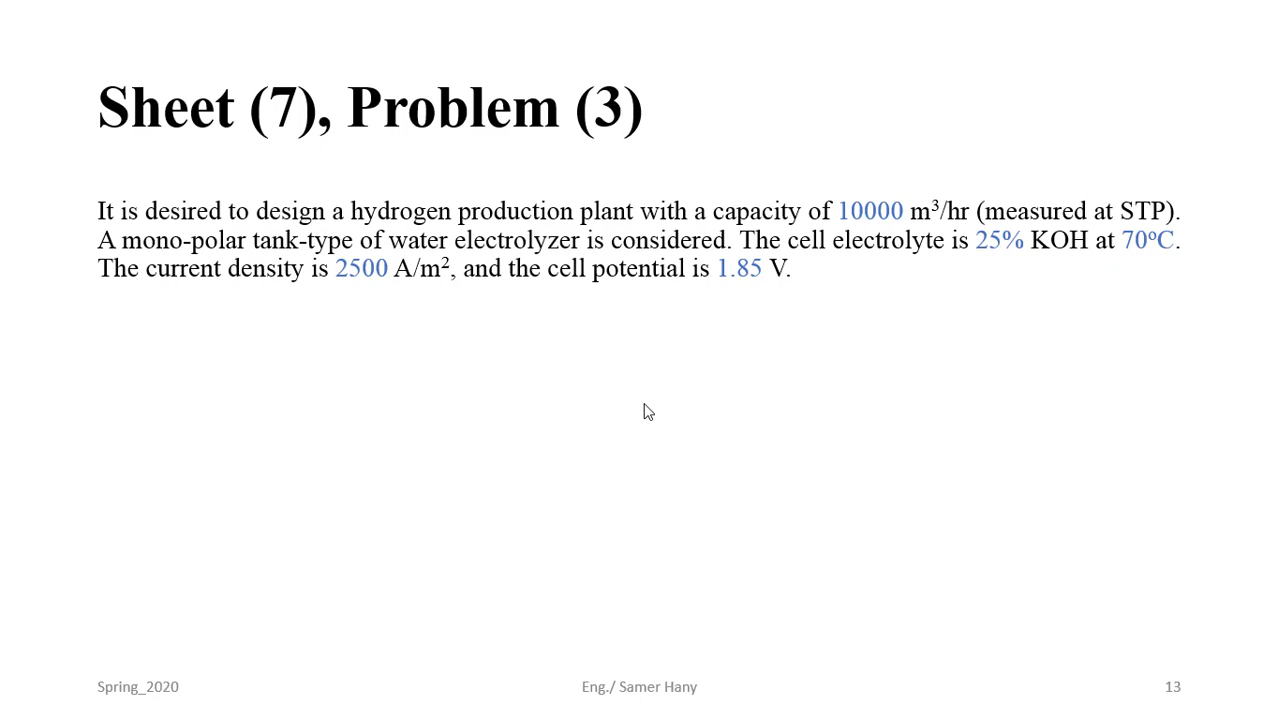 Sheet (7), Problem (3)
It is desired to design a hydrogen production plant with a capacity of 10000 m³/hr (measured at STP).
A mono-polar tank-type of water electrolyzer is considered. The cell electrolyte is 25% KOH at 70ºC.
The current density is 2500 A/m², and the cell potential is 1.85 V.
Spring_2020
Eng./ Samer Hany
13